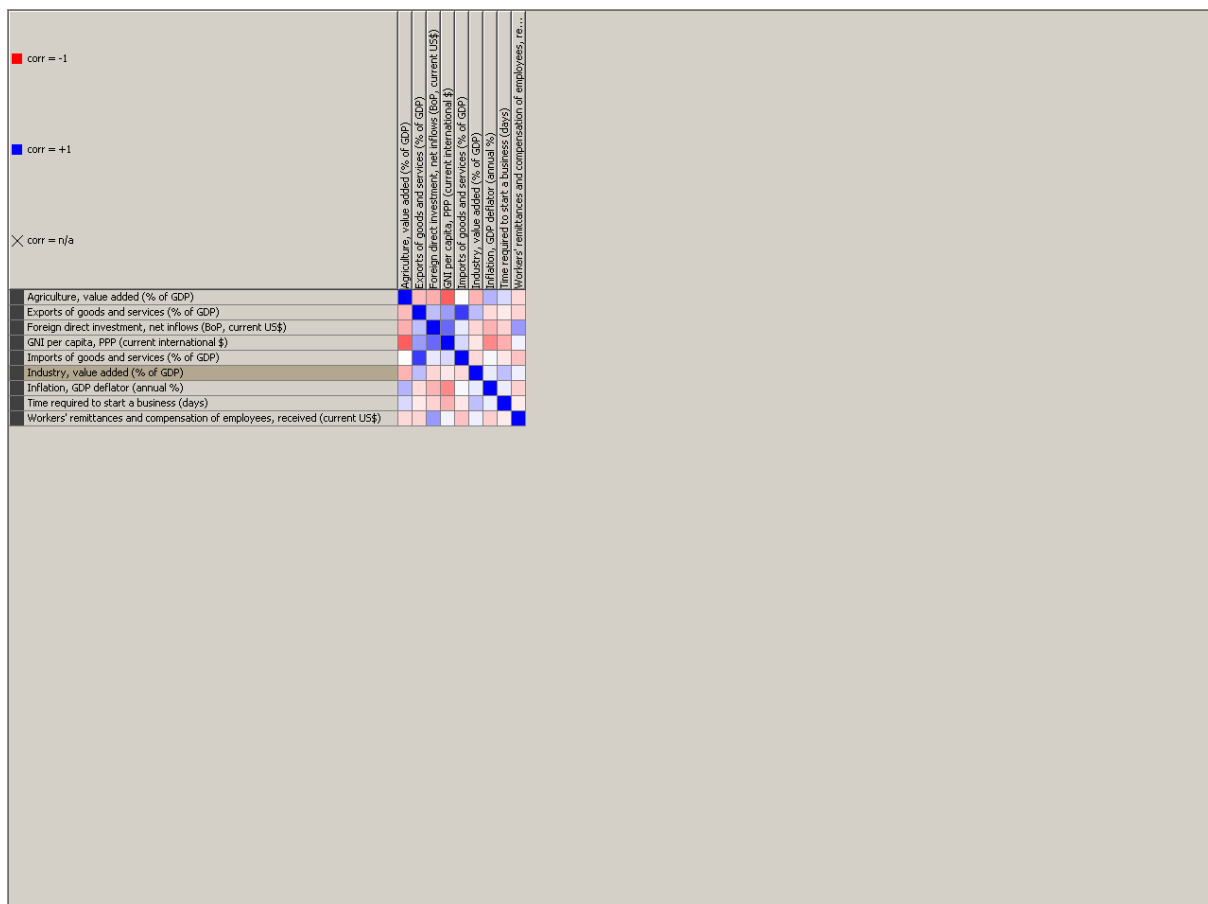 corr = -1
corr = +1
corr = n/a
Agriculture, value added (% of GDP)
Exports of goods and services (% of GDP)
Foreign direct investment, net inflows (BoP, current US$)
GNI per capita, PPP (current international $)
Imports of goods and services (% of GDP)
Industry, value added (% of GDP)
Inflation, GDP deflator (annual %)
Time required to start a business (days)
Workers' remittances and compensation of employees, re...
Agriculture, value added (% of GDP)
Exports of goods and services (% of GDP)
Foreign direct investment, net inflows (BoP, current US$)
GNI per capita, PPP (current international $)
Imports of goods and services (% of GDP)
Industry, value added (% of GDP)
Inflation, GDP deflator (annual %)
Time required to start a business (days)
Workers' remittances and compensation of employees, received (current US$)